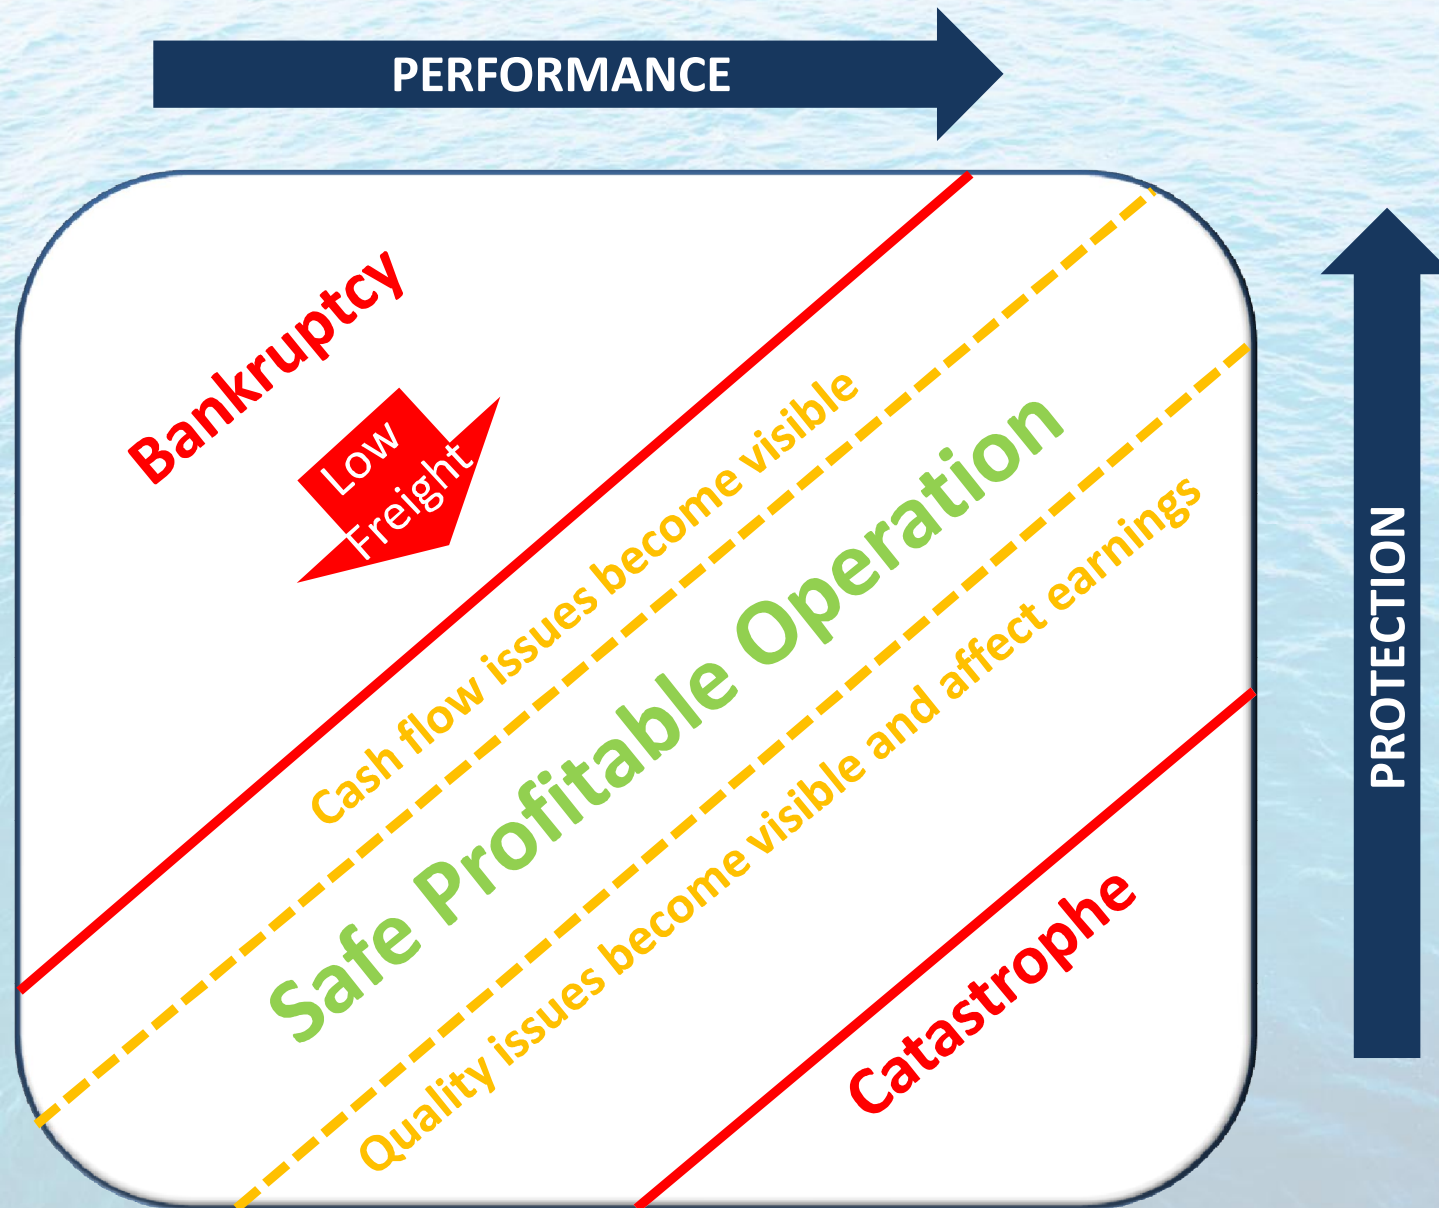 PERFORMANCE
Bankruptcy
Low
Freight
Cash flow issues become visible
Safe Profitable Operation
Quality issues become visible and affect earnings
Catastrophe
PROTECTION